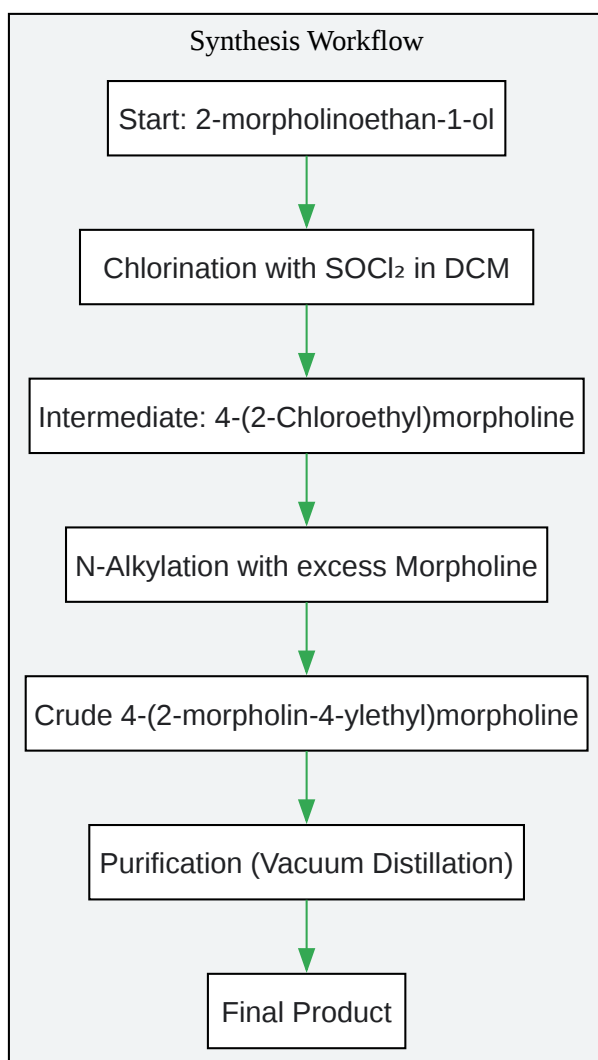 Synthesis Workflow
Start: 2-morpholinoethan-1-ol
Chlorination with SOCl₂ in DCM
Intermediate: 4-(2-Chloroethyl)morpholine
N-Alkylation with excess Morpholine
Crude 4-(2-morpholin-4-ylethyl)morpholine
Purification (Vacuum Distillation)
Final Product